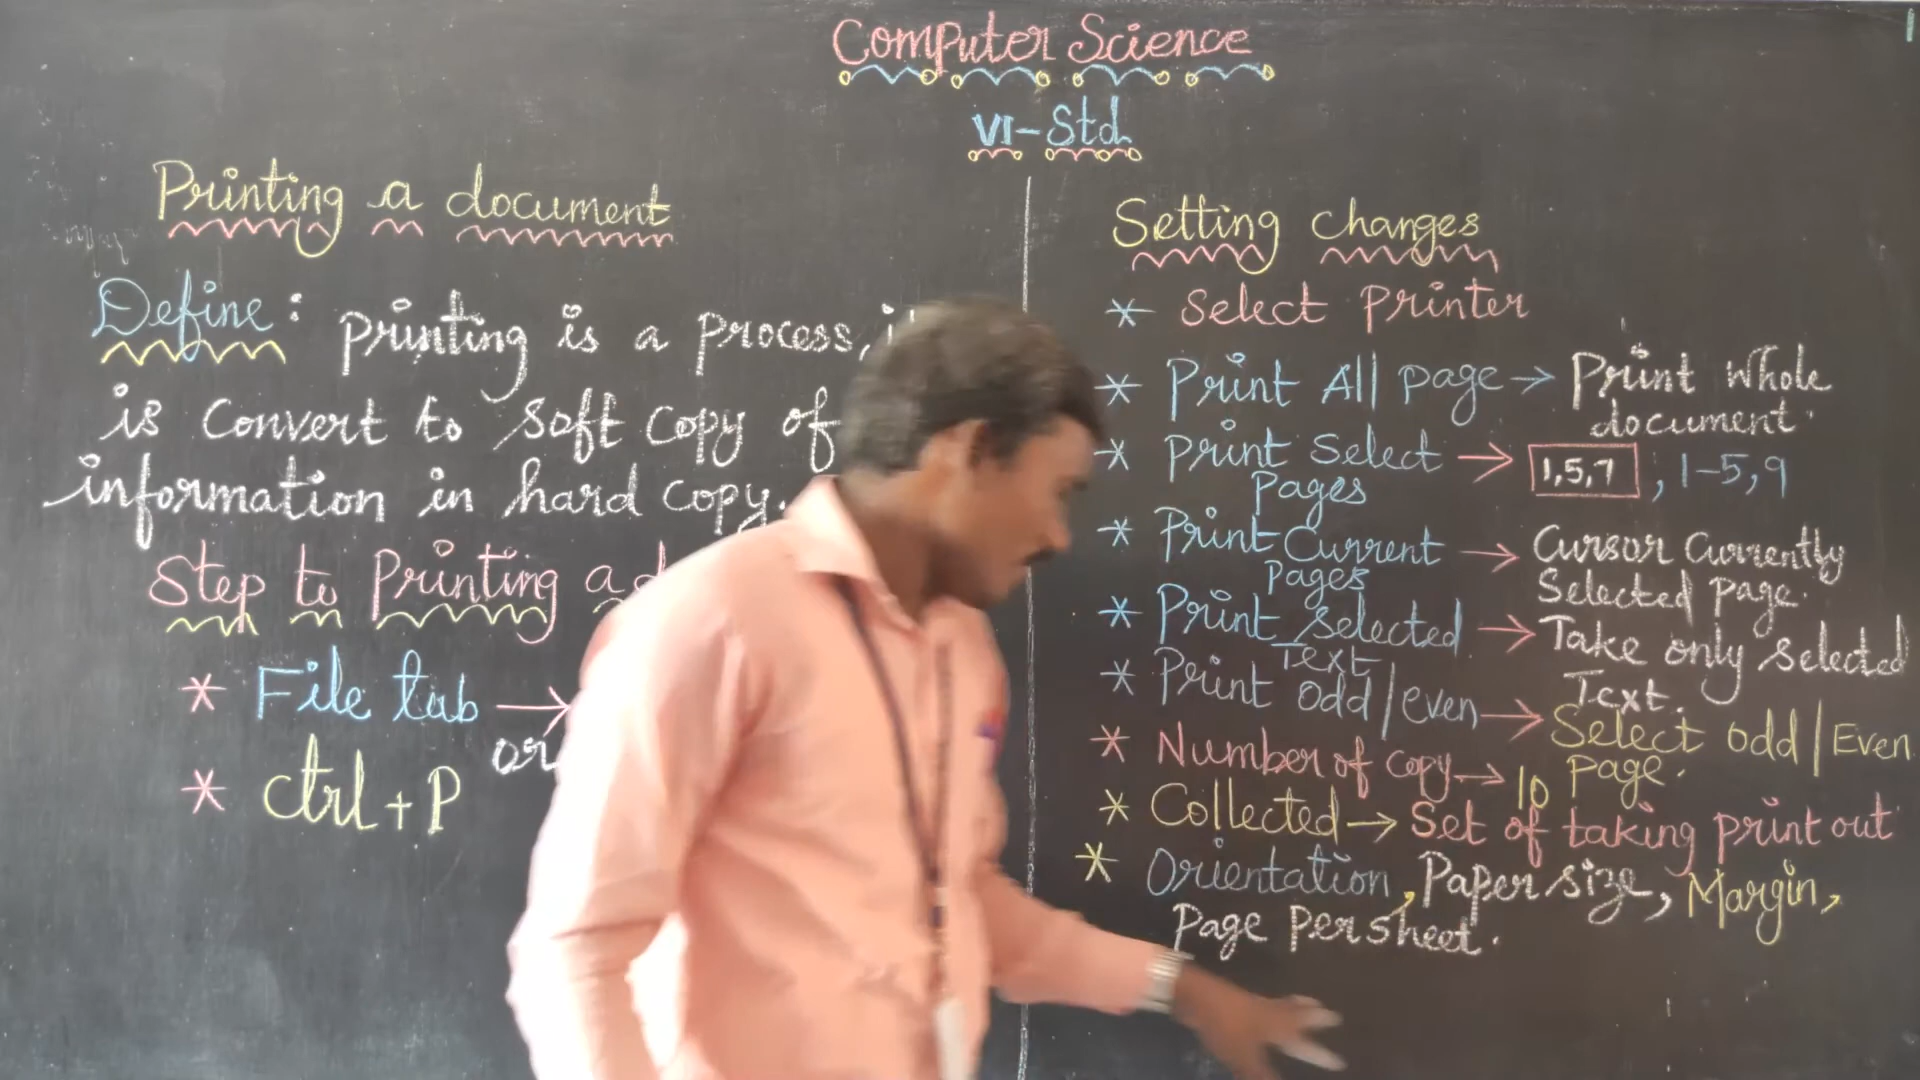 Computer Science
VI-Std
Printing a document
Define: Printing is a process,
is Convert to Soft Copy of
information in hard Copy.
Step to Printing a
* File tab →
or
* Ctrl+P
Setting changes
* Select Printer
* Print All page → Print Whole
document.
* Print Select → 1,5,7 , 1-5,9
Pages
* Print Current → Cursor Currently
Pages
Selected page.
* Print Selected → Take only Selected
Text
Text.
* Print odd/even → Select odd/Even
page.
* Number of copy → 10
* Collected → Set of taking print out
* Orientation, Paper size, Margin,
Page Per sheet.